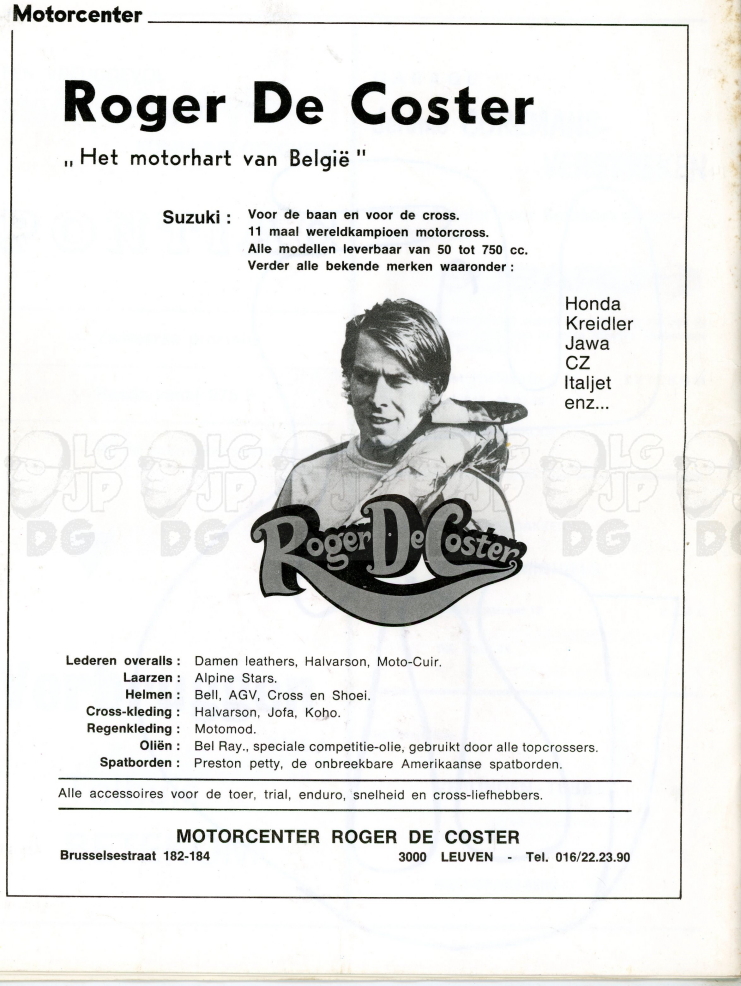 Motorcenter
Roger De Coster
„Het motorhart van België"
Suzuki : Voor de baan en voor de cross.
11 maal wereldkampioen motorcross.
Alle modellen leverbaar van 50 tot 750 cc.
Verder alle bekende merken waaronder :
Honda
Kreidler
Jawa
CZ
Italjet
enz...
LG JP DG
Roger De Coster
Lederen overalls : Damen leathers, Halvarson, Moto-Cuir.
Laarzen : Alpine Stars.
Helmen : Bell, AGV, Cross en Shoei.
Cross-kleding : Halvarson, Jofa, Koho.
Regenkleding : Motomod.
Oliën : Bel Ray., speciale competitie-olie, gebruikt door alle topcrossers.
Spatborden : Preston petty, de onbreekbare Amerikaanse spatborden.
Alle accessoires voor de toer, trial, enduro, snelheid en cross-liefhebbers.
MOTORCENTER ROGER DE COSTER
Brusselsestraat 182-184 3000 LEUVEN - Tel. 016/22.23.90